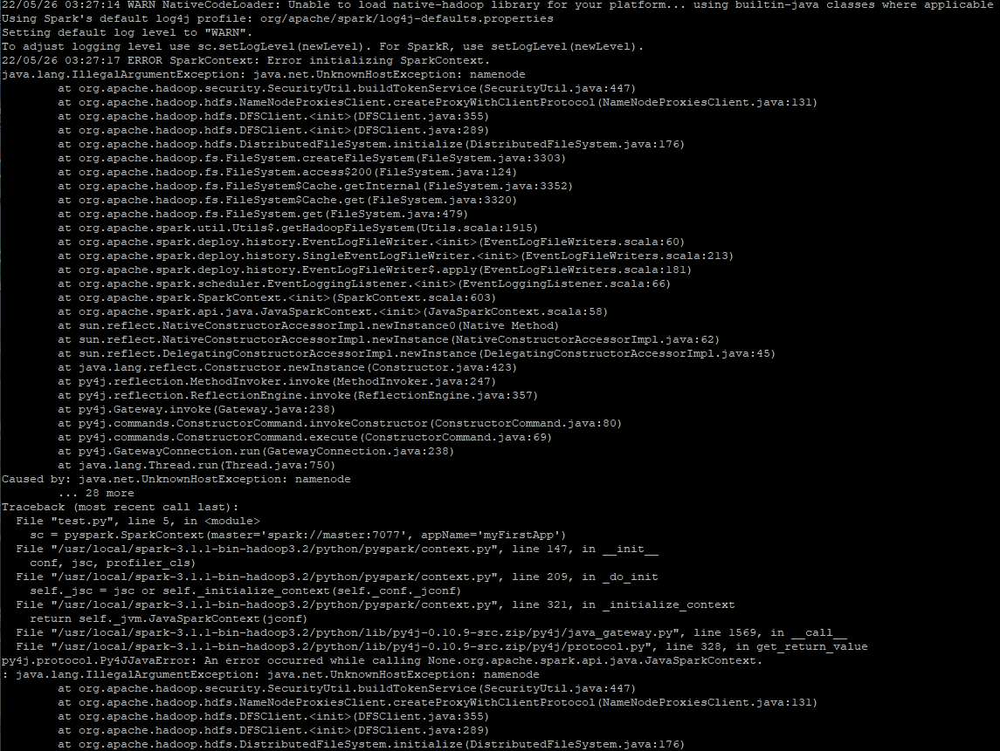 22/05/26 03:27:14 WARN NativeCodeLoader: Unable to load native-hadoop library for your platform... using builtin-java classes where applicable
Using Spark's default log4j profile: org/apache/spark/log4j-defaults.properties
Setting default log level to "WARN".
To adjust logging level use sc.setLogLevel(newLevel). For SparkR, use setLogLevel(newLevel).
22/05/26 03:27:17 ERROR SparkContext: Error initializing SparkContext.
java.lang.IllegalArgumentException: java.net.UnknownHostException: namenode
        at org.apache.hadoop.security.SecurityUtil.buildTokenService(SecurityUtil.java:447)
        at org.apache.hadoop.hdfs.NameNodeProxiesClient.createProxyWithClientProtocol(NameNodeProxiesClient.java:131)
        at org.apache.hadoop.hdfs.DFSClient.<init>(DFSClient.java:355)
        at org.apache.hadoop.hdfs.DFSClient.<init>(DFSClient.java:289)
        at org.apache.hadoop.hdfs.DistributedFileSystem.initialize(DistributedFileSystem.java:176)
        at org.apache.hadoop.fs.FileSystem.createFileSystem(FileSystem.java:3303)
        at org.apache.hadoop.fs.FileSystem.access$200(FileSystem.java:124)
        at org.apache.hadoop.fs.FileSystem$Cache.getInternal(FileSystem.java:3352)
        at org.apache.hadoop.fs.FileSystem$Cache.get(FileSystem.java:3320)
        at org.apache.hadoop.fs.FileSystem.get(FileSystem.java:479)
        at org.apache.spark.util.Utils$.getHadoopFileSystem(Utils.scala:1915)
        at org.apache.spark.deploy.history.EventLogFileWriter.<init>(EventLogFileWriters.scala:60)
        at org.apache.spark.deploy.history.SingleEventLogFileWriter.<init>(EventLogFileWriters.scala:213)
        at org.apache.spark.deploy.history.EventLogFileWriter$.apply(EventLogFileWriters.scala:181)
        at org.apache.spark.scheduler.EventLoggingListener.<init>(EventLoggingListener.scala:66)
        at org.apache.spark.SparkContext.<init>(SparkContext.scala:603)
        at org.apache.spark.api.java.JavaSparkContext.<init>(JavaSparkContext.scala:58)
        at sun.reflect.NativeConstructorAccessorImpl.newInstance0(Native Method)
        at sun.reflect.NativeConstructorAccessorImpl.newInstance(NativeConstructorAccessorImpl.java:62)
        at sun.reflect.DelegatingConstructorAccessorImpl.newInstance(DelegatingConstructorAccessorImpl.java:45)
        at java.lang.reflect.Constructor.newInstance(Constructor.java:423)
        at py4j.reflection.MethodInvoker.invoke(MethodInvoker.java:247)
        at py4j.reflection.ReflectionEngine.invoke(ReflectionEngine.java:357)
        at py4j.Gateway.invoke(Gateway.java:238)
        at py4j.commands.ConstructorCommand.invokeConstructor(ConstructorCommand.java:80)
        at py4j.commands.ConstructorCommand.execute(ConstructorCommand.java:69)
        at py4j.GatewayConnection.run(GatewayConnection.java:238)
        at java.lang.Thread.run(Thread.java:750)
Caused by: java.net.UnknownHostException: namenode
        ... 28 more
Traceback (most recent call last):
  File "test.py", line 5, in <module>
    sc = pyspark.SparkContext(master='spark://master:7077', appName='myFirstApp')
  File "/usr/local/spark-3.1.1-bin-hadoop3.2/python/pyspark/context.py", line 147, in __init__
    conf, jsc, profiler_cls)
  File "/usr/local/spark-3.1.1-bin-hadoop3.2/python/pyspark/context.py", line 209, in _do_init
    self._jsc = jsc or self._initialize_context(self._conf._jconf)
  File "/usr/local/spark-3.1.1-bin-hadoop3.2/python/pyspark/context.py", line 321, in _initialize_context
    return self._jvm.JavaSparkContext(jconf)
  File "/usr/local/spark-3.1.1-bin-hadoop3.2/python/lib/py4j-0.10.9-src.zip/py4j/java_gateway.py", line 1569, in __call__
  File "/usr/local/spark-3.1.1-bin-hadoop3.2/python/lib/py4j-0.10.9-src.zip/py4j/protocol.py", line 328, in get_return_value
py4j.protocol.Py4JJavaError: An error occurred while calling None.org.apache.spark.api.java.JavaSparkContext.
: java.lang.IllegalArgumentException: java.net.UnknownHostException: namenode
        at org.apache.hadoop.security.SecurityUtil.buildTokenService(SecurityUtil.java:447)
        at org.apache.hadoop.hdfs.NameNodeProxiesClient.createProxyWithClientProtocol(NameNodeProxiesClient.java:131)
        at org.apache.hadoop.hdfs.DFSClient.<init>(DFSClient.java:355)
        at org.apache.hadoop.hdfs.DFSClient.<init>(DFSClient.java:289)
        at org.apache.hadoop.hdfs.DistributedFileSystem.initialize(DistributedFileSystem.java:176)